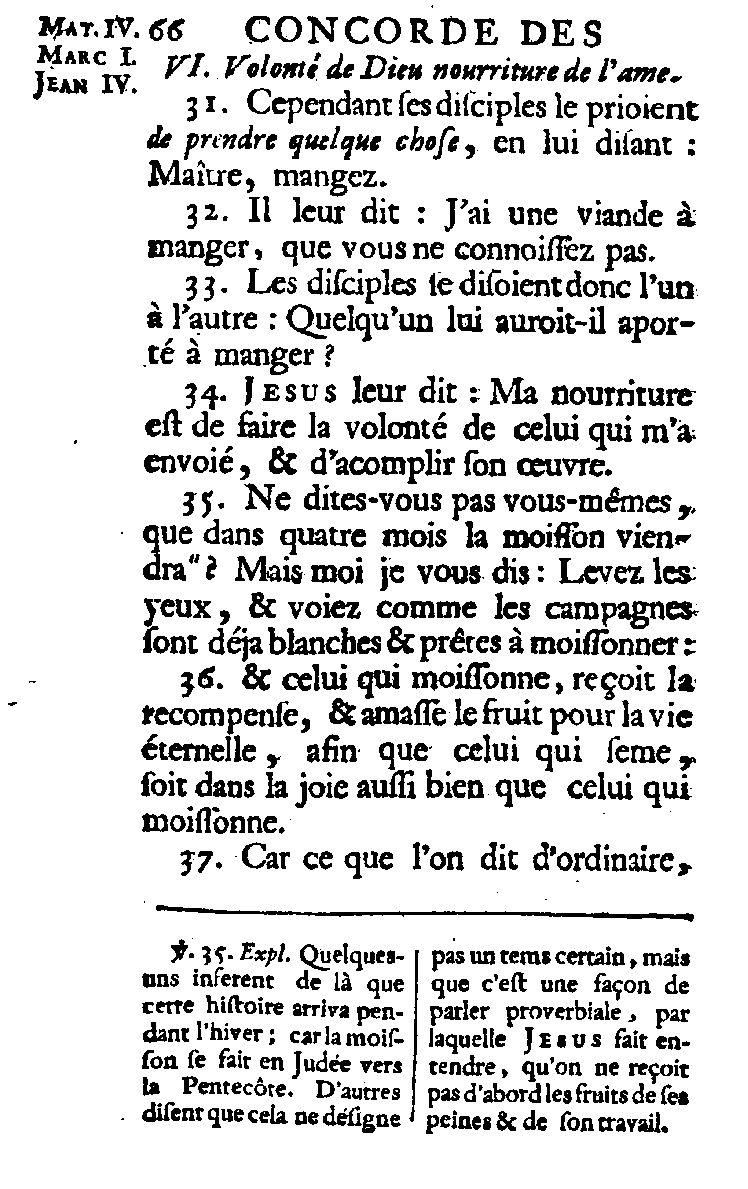 MAT. IV. 66 CONCORDE DES
MARC I.
JEAN IV.
VI. Volonté de Dieu nourriture de l'ame.
31. Cependant ſes diſciples le prioient
de prendre quelque choſe, en lui diſant :
Maître, mangez.
32. Il leur dit : J'ai une viande à
manger, que vous ne connoiſſez pas.
33. Les diſciples ſe diſoient donc l'un
à l'autre : Quelqu'un lui auroit-il apor-
té à manger ?
34. JESUS leur dit : Ma nourriture
eſt de faire la volonté de celui qui m'a
envoié, & d'acomplir ſon œuvre.
35. Ne dites-vous pas vous-mêmes,
que dans quatre mois la moiſſon vien-
dra" ? Mais moi je vous dis : Levez les
yeux, & voiez comme les campagnes
ſont déja blanches & prêtes à moiſſonner :
36. & celui qui moiſſonne, reçoit la
recompenſe, & amaſſe le fruit pour la vie
éternelle, afin que celui qui ſeme,
ſoit dans la joie auſſi bien que celui qui
moiſſonne.
37. Car ce que l'on dit d'ordinaire,
℣. 35. Expl. Quelques-
uns inferent de là que
cette hiſtoire arriva pen-
dant l'hiver ; car la moiſ-
ſon ſe fait en Judée vers
la Pentecôte. D'autres
diſent que cela ne déſigne
pas un tems certain, mais
que c'eſt une façon de
parler proverbiale, par
laquelle JESUS fait en-
tendre, qu'on ne reçoit
pas d'abord les fruits de ſes
peines & de ſon travail.